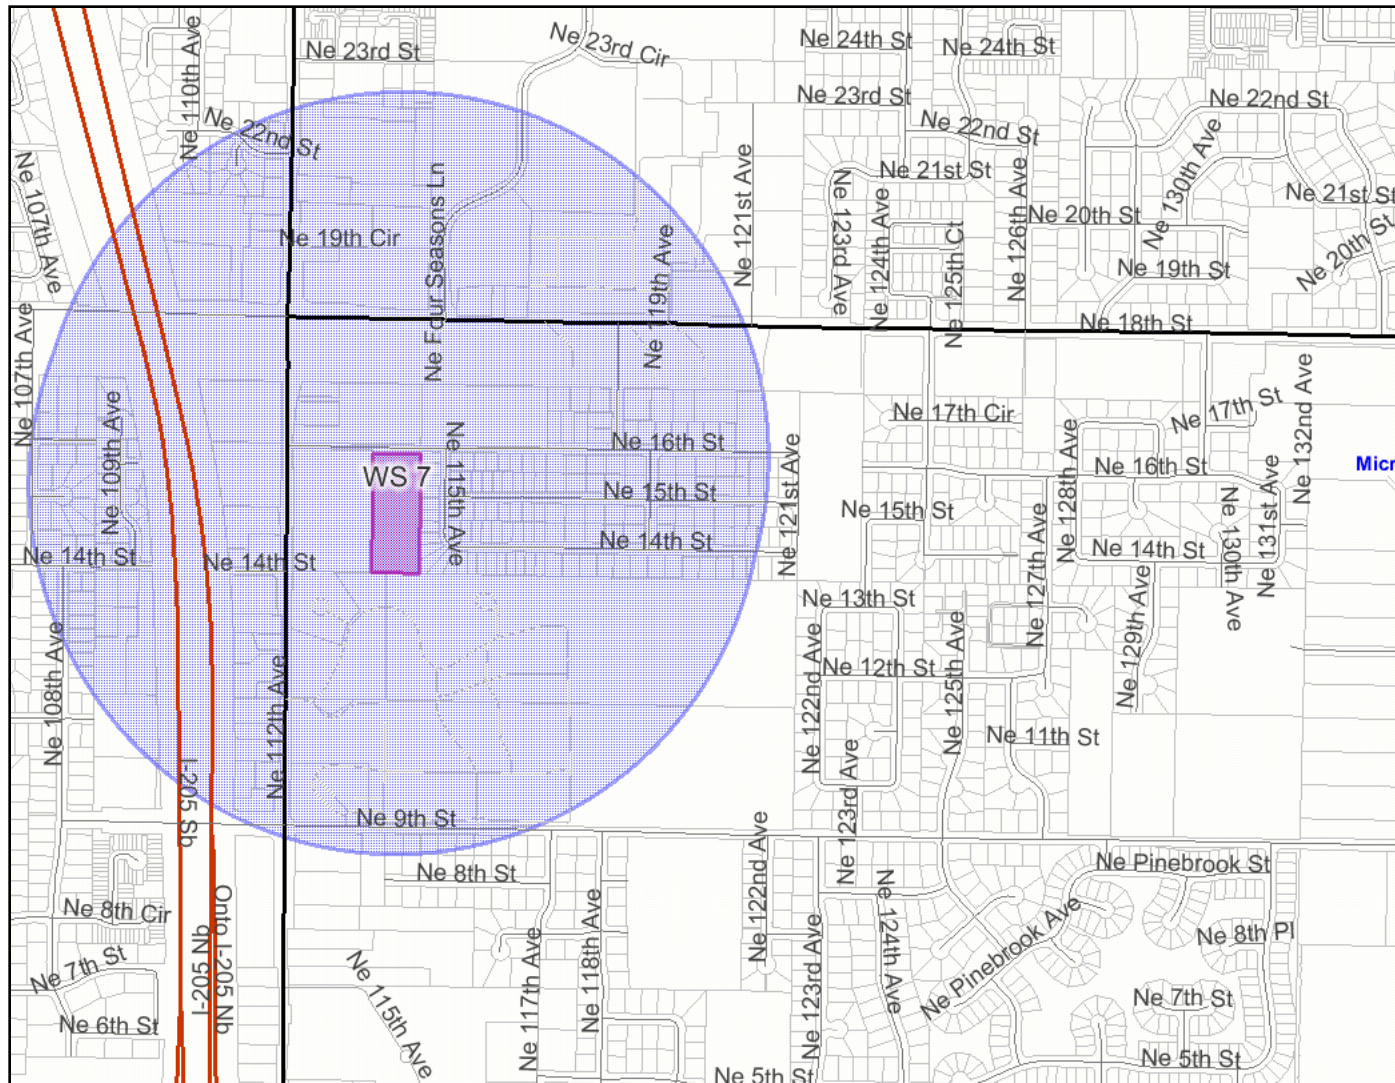 Ne 110th Ave
Ne 23rd St
Ne 23rd Cir
Ne 24th St
Ne 24th St
Ne 23rd St
Ne 22nd St
Ne 22nd St
Ne 22nd St
Ne 107th Ave
Ne 21st St
Ne 130th Ave
Ne 21st St
Ne 121st Ave
Ne 123rd Ave
Ne 124th Ave
Ne 125th Ct
Ne 126th Ave
Ne 20th St
Ne 20th St
Ne 19th Cir
Ne Four Seasons Ln
Ne 119th Ave
Ne 19th St
Ne 18th St
Ne 107th Ave
Ne 109th Ave
Ne 17th Cir
Ne 17th St
Ne 132nd Ave
Ne 16th St
Ne 115th Ave
WS 7
Ne 15th St
Ne 121st Ave
Ne 128th Ave
Ne 16th St
Micr
Ne 15th St
Ne 14th St
Ne 14th St
Ne 14th St
Ne 127th Ave
Ne 14th St
Ne 130th Ave
Ne 131st Ave
Ne 13th St
Ne 129th Ave
Ne 108th Ave
Ne 112th Ave
Ne 122nd Ave
Ne 12th St
Ne 125th Ave
Ne 11th St
I-205 Sb
Ne 9th St
Ne 123rd Ave
Ne 122nd Ave
Ne 8th St
Ne Pinebrook St
Ne 8th Cir
I-205 Nb
Onto I-205 Nb
Ne 117th Ave
Ne 118th Ave
Ne 123rd Ave
Ne 124th Ave
Ne Pinebrook Ave
Ne 8th Pl
Ne 7th St
Ne 115th Ave
Ne 7th St
Ne 6th St
Ne 5th St
Ne 5th St